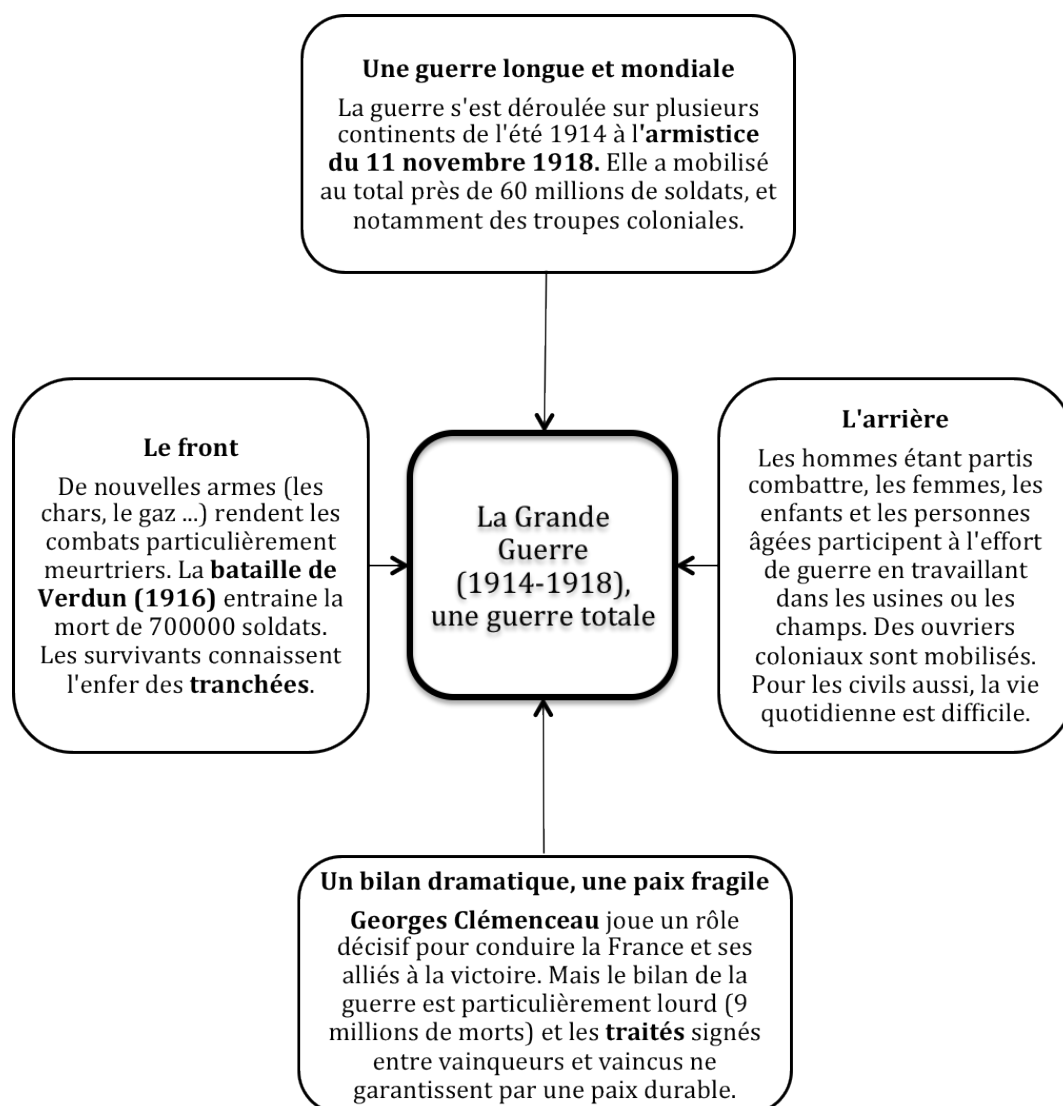 Une guerre longue et mondiale
La guerre s'est déroulée sur plusieurs
continents de l'été 1914 à l'armistice
du 11 novembre 1918. Elle a mobilisé
au total près de 60 millions de soldats, et
notamment des troupes coloniales.
Le front
De nouvelles armes (les
chars, le gaz ...) rendent les
combats particulièrement
meurtriers. La bataille de
Verdun (1916) entraine la
mort de 700000 soldats.
Les survivants connaissent
l'enfer des tranchées.
La Grande
Guerre
(1914-1918),
une guerre totale
L'arrière
Les hommes étant partis
combattre, les femmes, les
enfants et les personnes
âgées participent à l'effort
de guerre en travaillant
dans les usines ou les
champs. Des ouvriers
coloniaux sont mobilisés.
Pour les civils aussi, la vie
quotidienne est difficile.
Un bilan dramatique, une paix fragile
Georges Clémenceau joue un rôle
décisif pour conduire la France et ses
alliés à la victoire. Mais le bilan de la
guerre est particulièrement lourd (9
millions de morts) et les traités signés
entre vainqueurs et vaincus ne
garantissent par une paix durable.